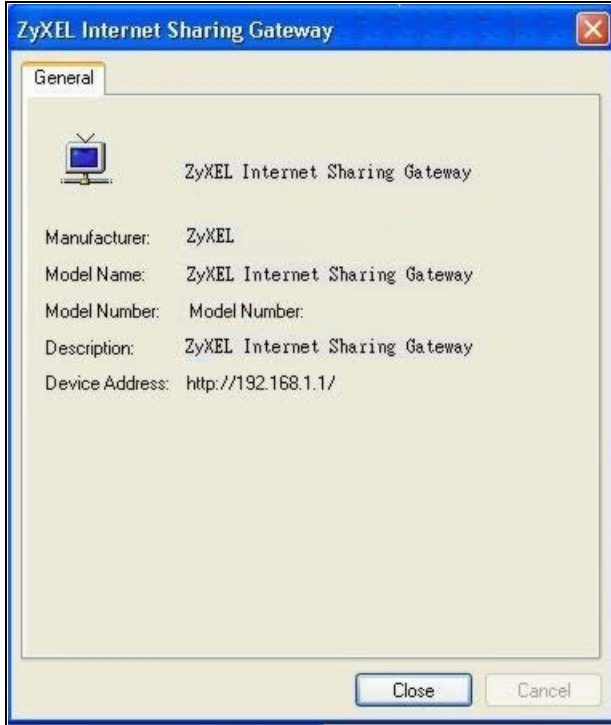 ZyXEL Internet Sharing Gateway
General
ZyXEL Internet Sharing Gateway
Manufacturer: ZyXEL
Model Name: ZyXEL Internet Sharing Gateway
Model Number: Model Number:
Description: ZyXEL Internet Sharing Gateway
Device Address: http://192.168.1.1/
Close Cancel